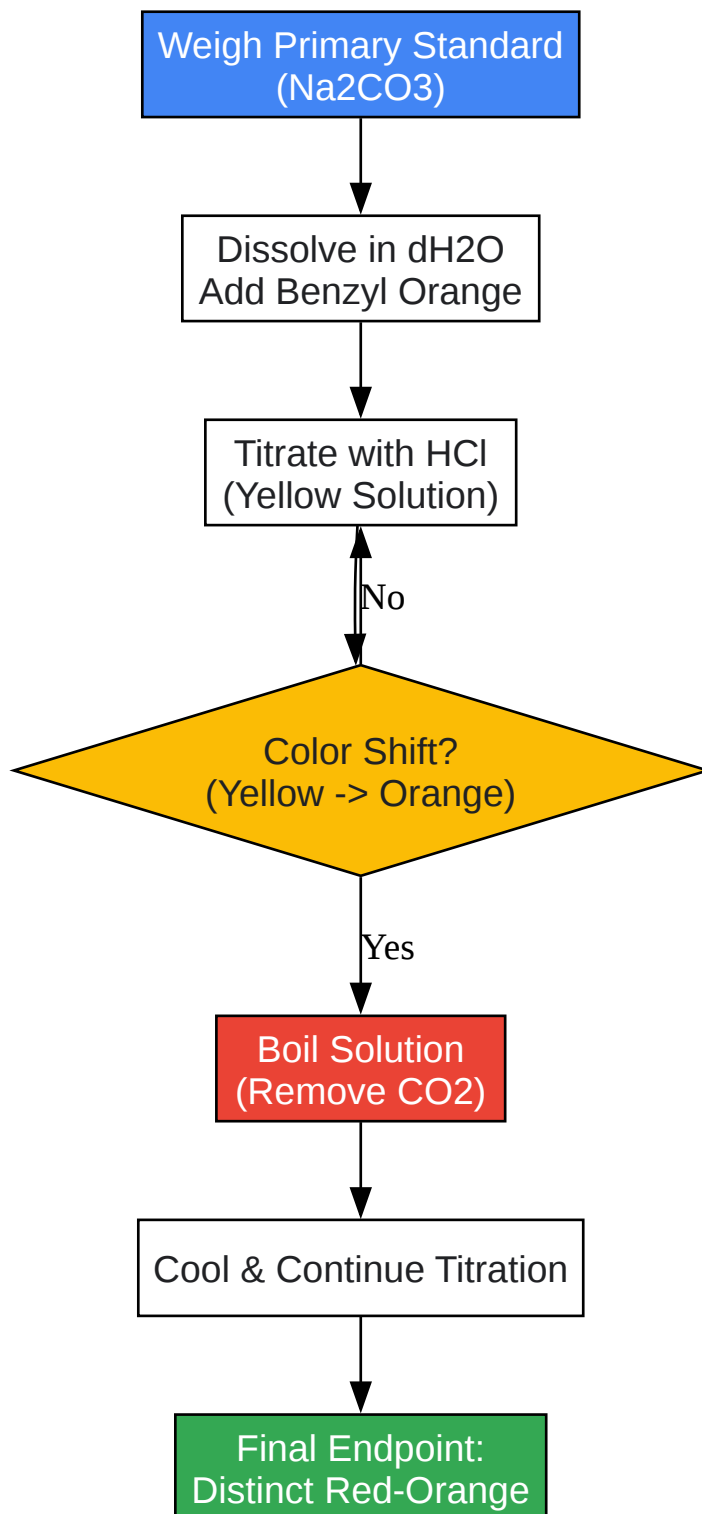 Weigh Primary Standard
(Na2CO3)
Dissolve in dH2O
Add Benzyl Orange
Titrate with HCl
(Yellow Solution)
No
Color Shift?
(Yellow -> Orange)
Yes
Boil Solution
(Remove CO2)
Cool & Continue Titration
Final Endpoint:
Distinct Red-Orange